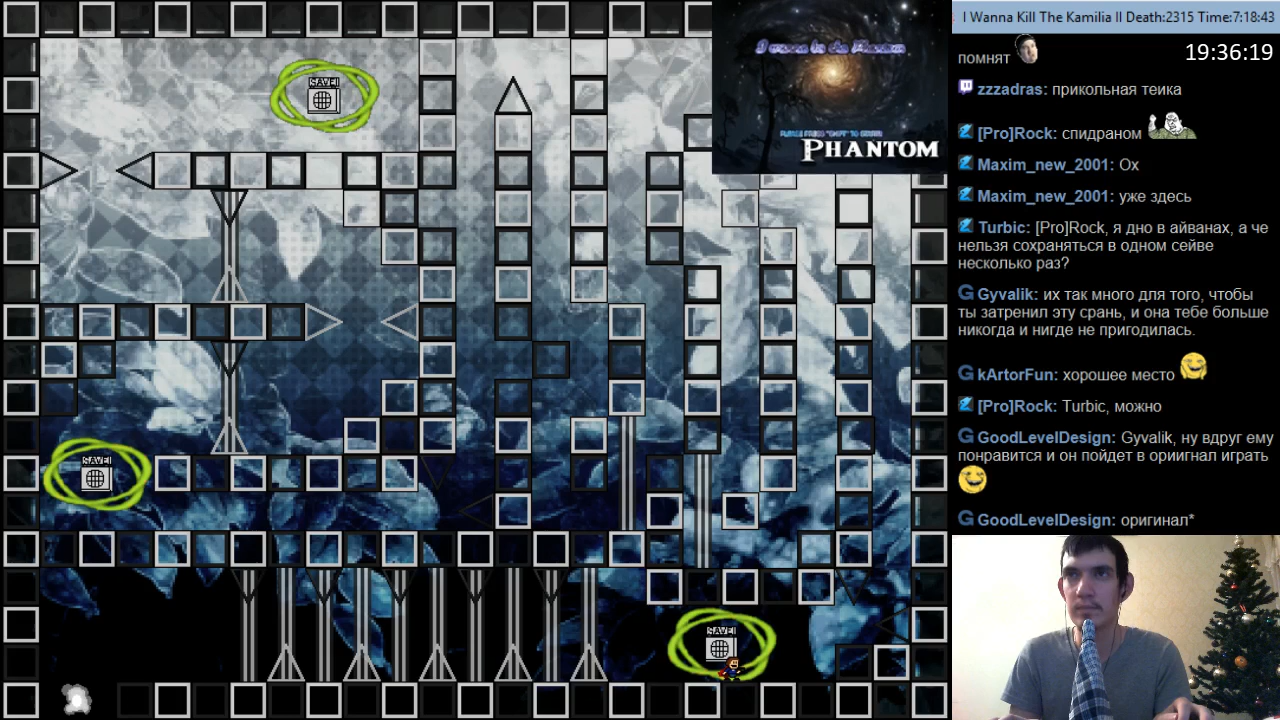 I Wanna Kill The Kamilia II Death:2315 Time:7:18:43
помнят
19:36:19
zzzadras: прикольная теика
[Pro]Rock: спидраном
Maxim_new_2001: Ох
Maxim_new_2001: уже здесь
Turbic: [Pro]Rock, я дно в айванах, а че
нельзя сохраняться в одном сейве
несколько раз?
Gyvalik: их так много для того, чтобы
ты затренил эту срань, и она тебе больше
никогда и нигде не пригодилась.
kArtorFun: хорошее место
[Pro]Rock: Turbic, можно
GoodLevelDesign: Gyvalik, ну вдруг ему
понравится и он пойдет в ориигнал играть
GoodLevelDesign: оригинал*
PHANTOM
SAVE!
SAVE!
SAVE!